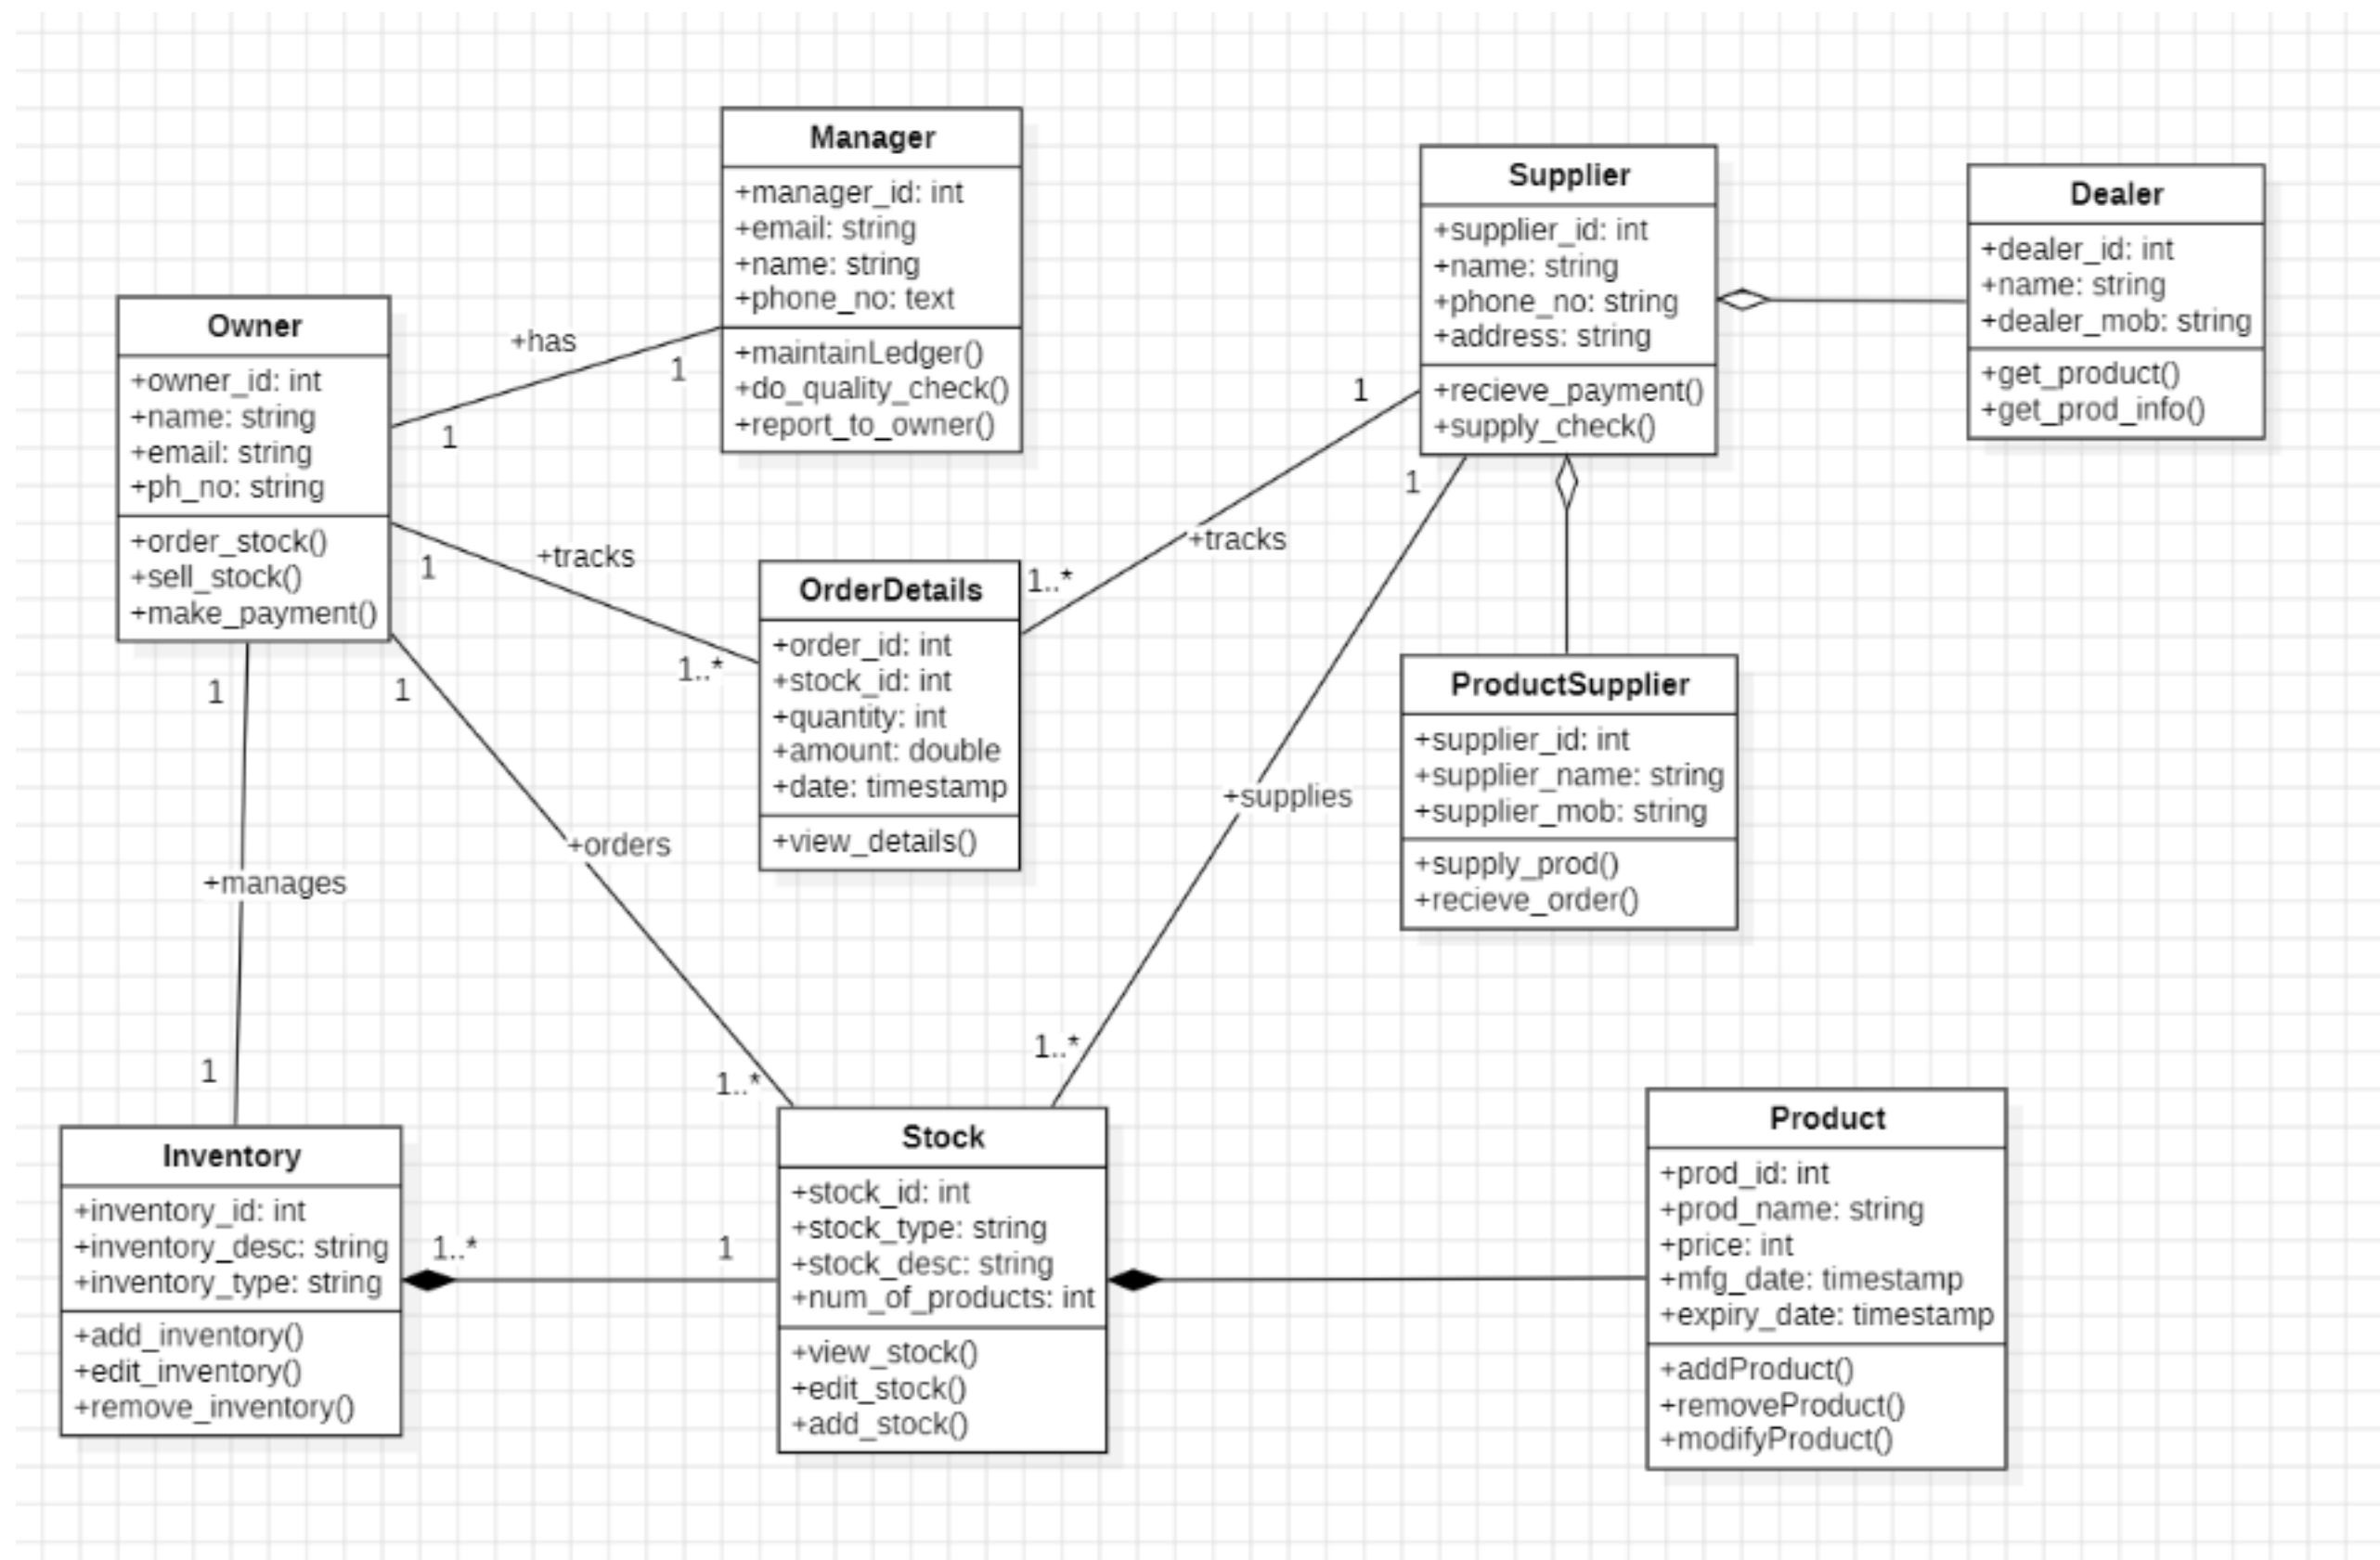 Manager
+manager_id: int
+email: string
+name: string
+phone_no: text
+maintainLedger()
+do_quality_check()
+report_to_owner()
Supplier
+supplier_id: int
+name: string
+phone_no: string
+address: string
+recieve_payment()
+supply_check()
Dealer
+dealer_id: int
+name: string
+dealer_mob: string
+get_product()
+get_prod_info()
Owner
+owner_id: int
+name: string
+email: string
+ph_no: string
+order_stock()
+sell_stock()
+make_payment()
+has
1
1
+tracks
1
1..*
OrderDetails
+order_id: int
+stock_id: int
+quantity: int
+amount: double
+date: timestamp
+view_details()
1
+tracks
1..*
1
+supplies
1..*
ProductSupplier
+supplier_id: int
+supplier_name: string
+supplier_mob: string
+supply_prod()
+recieve_order()
1
+manages
1
1
+orders
1..*
Inventory
+inventory_id: int
+inventory_desc: string
+inventory_type: string
+add_inventory()
+edit_inventory()
+remove_inventory()
1..*
1
Stock
+stock_id: int
+stock_type: string
+stock_desc: string
+num_of_products: int
+view_stock()
+edit_stock()
+add_stock()
Product
+prod_id: int
+prod_name: string
+price: int
+mfg_date: timestamp
+expiry_date: timestamp
+addProduct()
+removeProduct()
+modifyProduct()